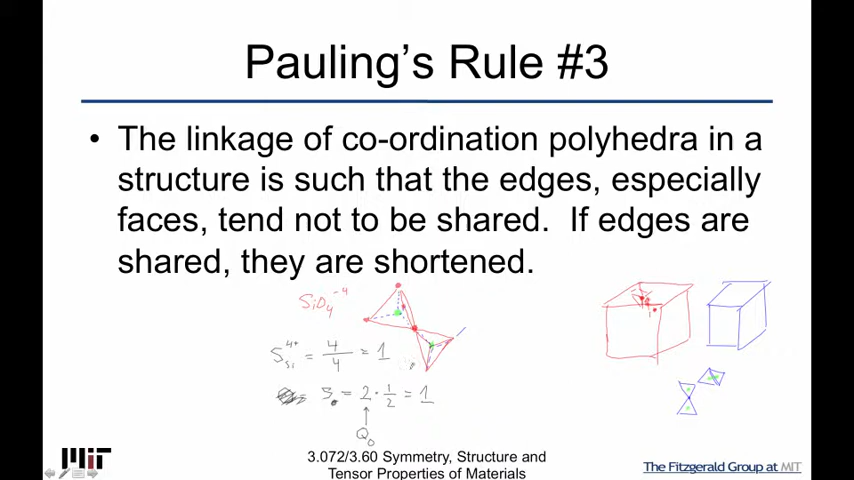 Pauling's Rule #3
• The linkage of co-ordination polyhedra in a
structure is such that the edges, especially
faces, tend not to be shared. If edges are
shared, they are shortened.
SiO₄⁻⁴
S_Si⁴⁺ = 4/4 = 1
= 2 · 1/2 = 1
Q₀
MIT
3.072/3.60 Symmetry, Structure and
Tensor Properties of Materials
The Fitzgerald Group at MIT